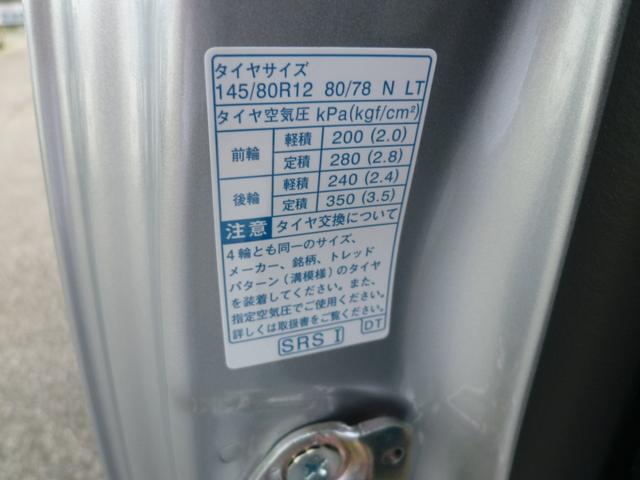 タイヤサイズ
145/80R12 80/78 N LT
タイヤ空気圧 kPa(kgf/cm²)
前輪 軽積 200 (2.0)
定積 280 (2.8)
後輪 軽積 240 (2.4)
定積 350 (3.5)
注意 タイヤ交換について
4輪とも同一のサイズ、
メーカー、銘柄、トレッド
パターン(溝模様)のタイヤ
を装着してください。また、
指定空気圧でご使用ください。
詳しくは取扱書をご覧ください。
SRS I DT